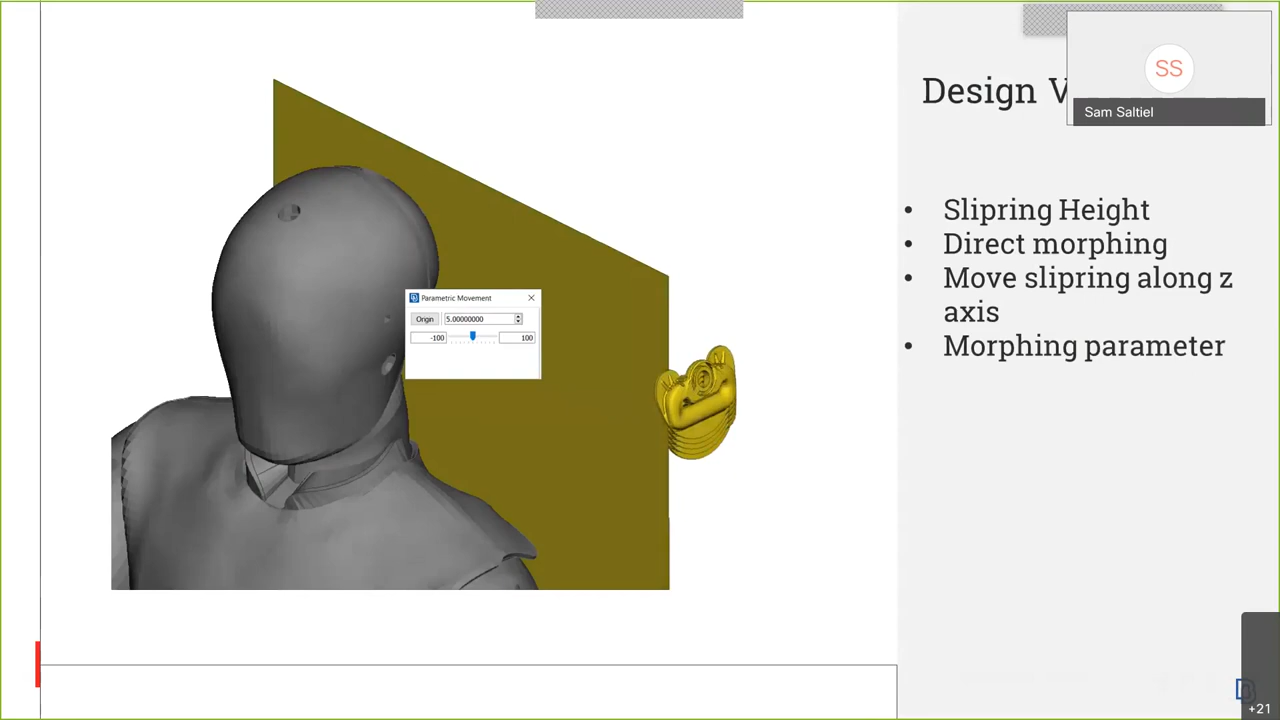 Design V
SS
Sam Saltiel
Slipring Height
Direct morphing
Move slipring along z
axis
Morphing parameter
Parametric Movement
Origin 5.00000000
-100 100
+21